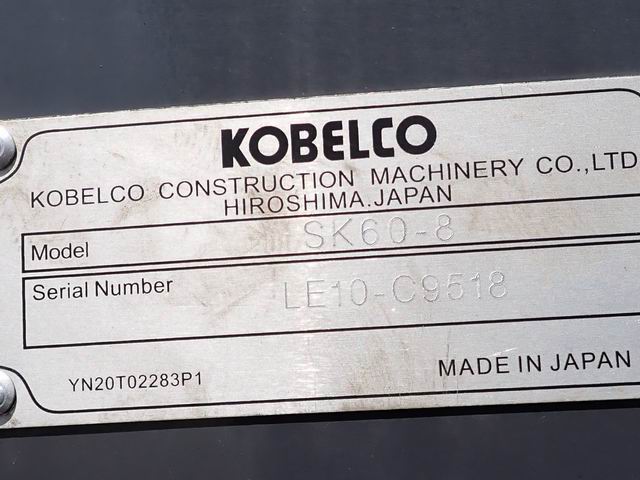 KOBELCO
KOBELCO CONSTRUCTION MACHINERY CO.,LTD
HIROSHIMA.JAPAN
Model SK60-8
Serial Number LE10-C9518
YN20T02283P1 MADE IN JAPAN